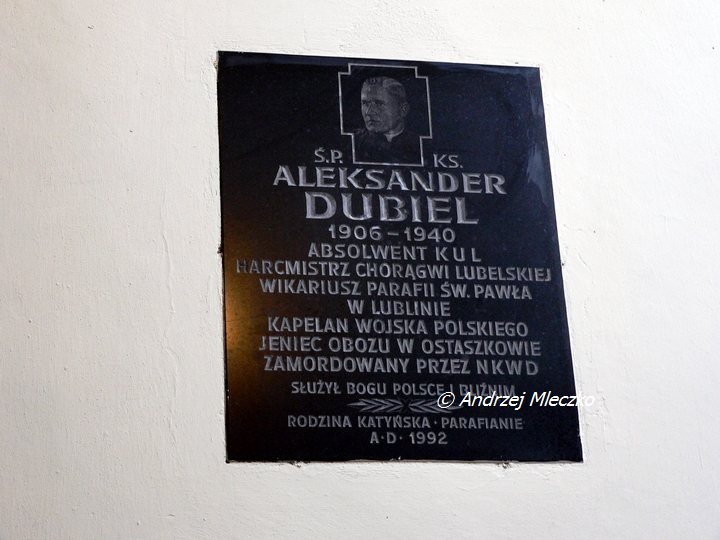 Ś.P. KS.
ALEKSANDER
DUBIEL
1906 - 1940
ABSOLWENT KUL
HARCMISTRZ CHORĄGWI LUBELSKIEJ
WIKARIUSZ PARAFII ŚW. PAWŁA
W LUBLINIE
KAPELAN WOJSKA POLSKIEGO
JENIEC OBOZU W OSTASZKOWIE
ZAMORDOWANY PRZEZ NKWD
SŁUŻYŁ BOGU POLSCE I BLIŹNIM
© Andrzej Mleczko
RODZINA KATYŃSKA · PARAFIANIE
A·D· 1992